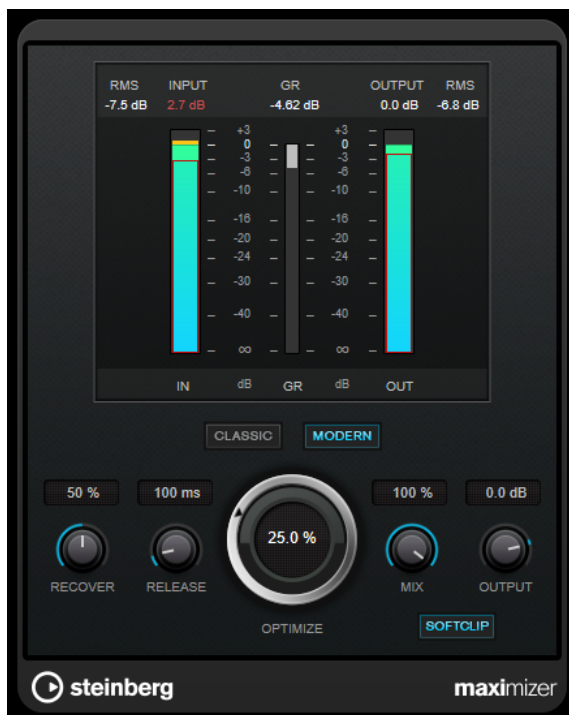 RMS INPUT GR OUTPUT RMS
-7.5 dB 2.7 dB -4.62 dB 0.0 dB -6.8 dB
+3 +3
0 0
-3 -3
-6 -6
-10 -10
-16 -16
-20 -20
-24 -24
-30 -30
-40 -40
∞ ∞
IN dB GR dB OUT
CLASSIC MODERN
50 % 100 ms 100 % 0.0 dB
25.0 %
RECOVER RELEASE MIX OUTPUT
OPTIMIZE SOFTCLIP
steinberg maximizer